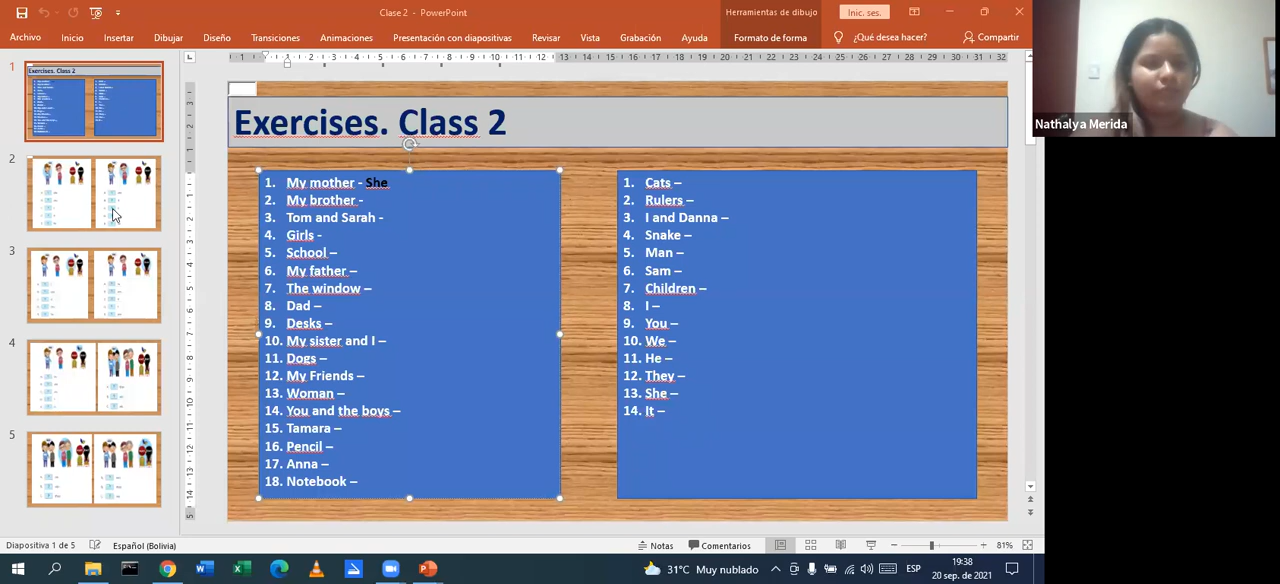 Clase 2 - PowerPoint
Herramientas de dibujo
Inic. ses.
Archivo Inicio Insertar Dibujar Diseño Transiciones Animaciones Presentación con diapositivas Revisar Vista Grabación Ayuda Formato de forma ¿Qué desea hacer? Compartir
Nathalya Merida
1
2
3
4
5
Exercises. Class 2
1. My mother - She
2. My brother -
3. Tom and Sarah -
4. Girls -
5. School –
6. My father –
7. The window –
8. Dad –
9. Desks –
10. My sister and I –
11. Dogs –
12. My Friends –
13. Woman –
14. You and the boys –
15. Tamara –
16. Pencil –
17. Anna –
18. Notebook –
1. Cats –
2. Rulers –
3. I and Danna –
4. Snake –
5. Man –
6. Sam –
7. Children –
8. I –
9. You –
10. We –
11. He –
12. They –
13. She –
14. It –
Diapositiva 1 de 5 Español (Bolivia) Notas Comentarios 81%
31°C Muy nublado ESP 19:38
20 sep. de 2021